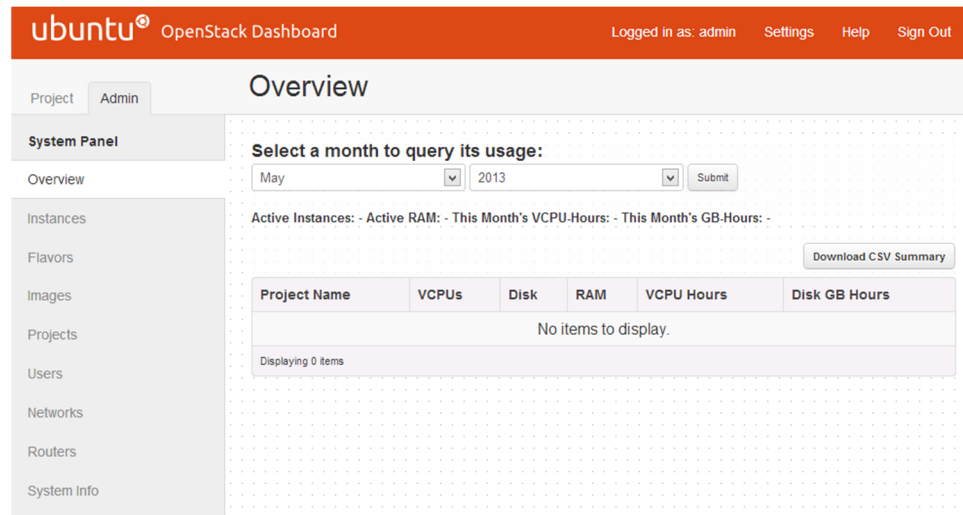 ubuntu® OpenStack Dashboard
Logged in as: admin Settings Help Sign Out
Project Admin
Overview
System Panel
Overview
Instances
Flavors
Images
Projects
Users
Networks
Routers
System Info
Select a month to query its usage:
May 2013 Submit
Active Instances: - Active RAM: - This Month's VCPU-Hours: - This Month's GB-Hours: -
Download CSV Summary
Project Name VCPUs Disk RAM VCPU Hours Disk GB Hours
No items to display.
Displaying 0 items